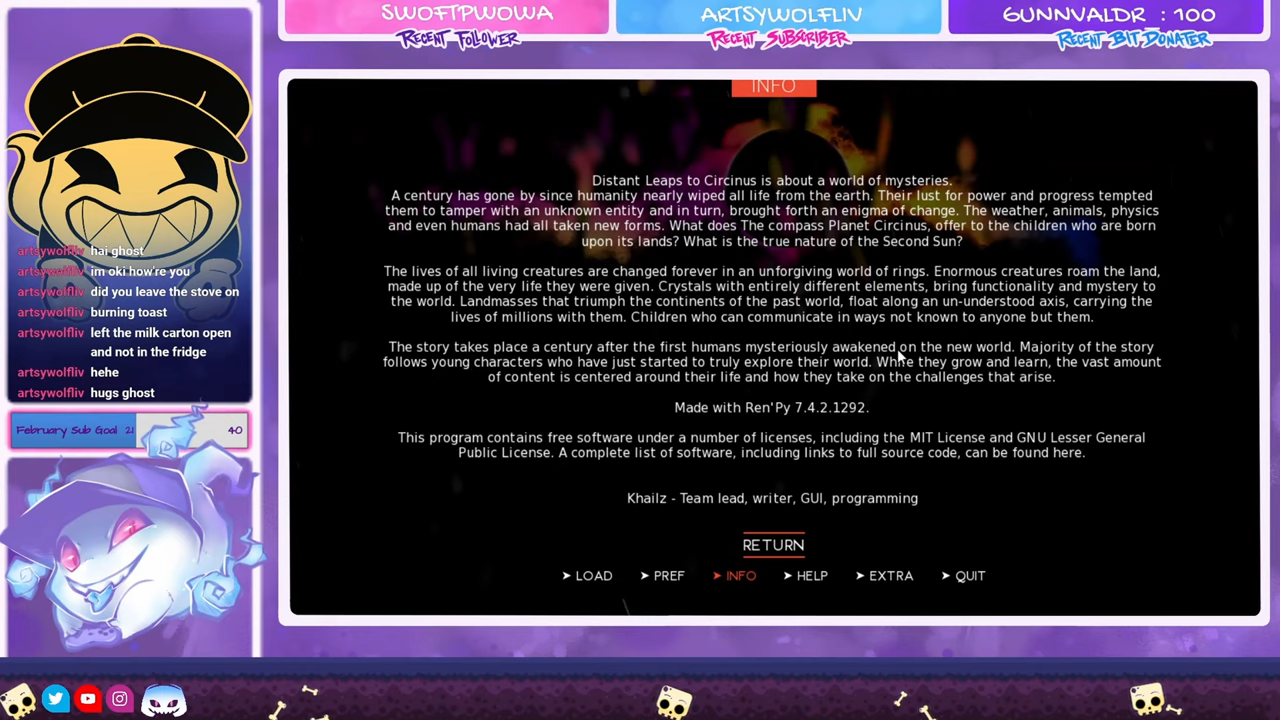 SWOFTPWOWA
RECENT FOLLOWER
ARTSYWOLFLIV
RECENT SUBSCRIBER
GUNNVALDR : 100
RECENT BIT DONATER
artsywolfliv hai ghost
artsywolfliv im oki how're you
artsywolfliv did you leave the stove on
artsywolfliv burning toast
artsywolfliv left the milk carton open
and not in the fridge
artsywolfliv hehe
artsywolfliv hugs ghost
February Sub Goal 21 40
INFO
Distant Leaps to Circinus is about a world of mysteries.
A century has gone by since humanity nearly wiped all life from the earth. Their lust for power and progress tempted
them to tamper with an unknown entity and in turn, brought forth an enigma of change. The weather, animals, physics
and even humans had all taken new forms. What does The compass Planet Circinus, offer to the children who are born
upon its lands? What is the true nature of the Second Sun?
The lives of all living creatures are changed forever in an unforgiving world of rings. Enormous creatures roam the land,
made up of the very life they were given. Crystals with entirely different elements, bring functionality and mystery to
the world. Landmasses that triumph the continents of the past world, float along an un-understood axis, carrying the
lives of millions with them. Children who can communicate in ways not known to anyone but them.
The story takes place a century after the first humans mysteriously awakened on the new world. Majority of the story
follows young characters who have just started to truly explore their world. While they grow and learn, the vast amount
of content is centered around their life and how they take on the challenges that arise.
Made with Ren'Py 7.4.2.1292.
This program contains free software under a number of licenses, including the MIT License and GNU Lesser General
Public License. A complete list of software, including links to full source code, can be found here.
Khailz - Team lead, writer, GUI, programming
RETURN
➤ LOAD ➤ PREF ➤ INFO ➤ HELP ➤ EXTRA ➤ QUIT